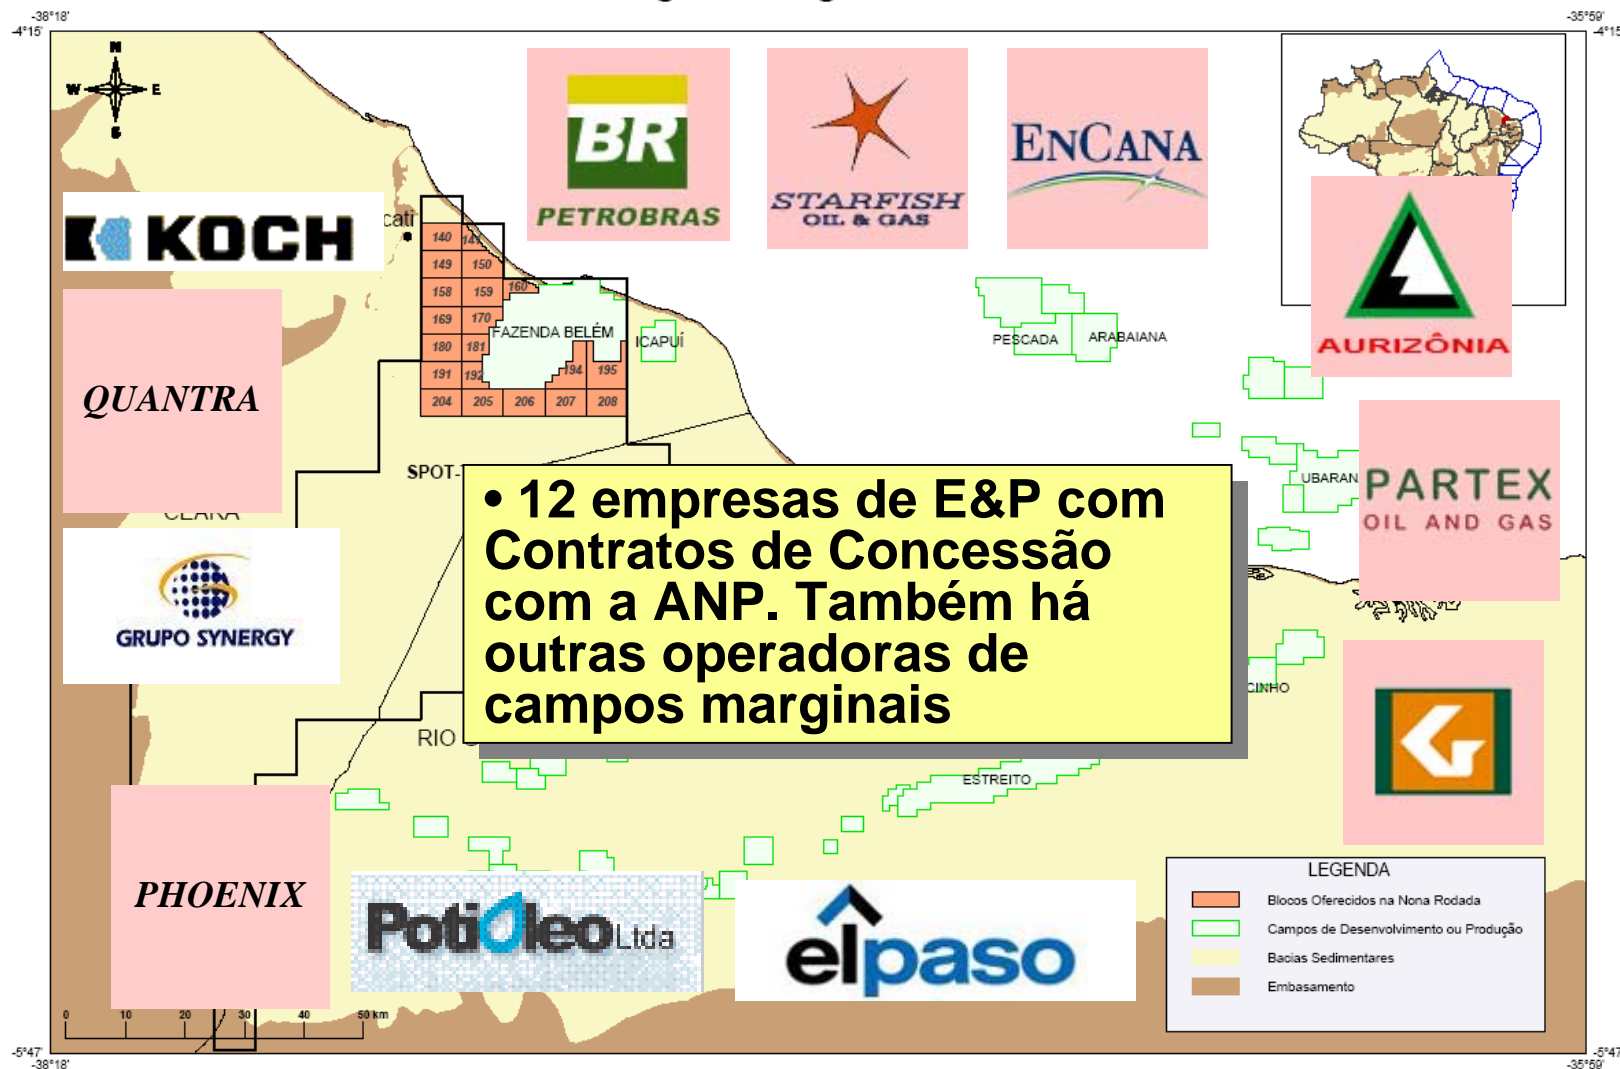 -38°18'
-35°59'
-4°15'
N
W
E
S
BR
PETROBRAS
STARFISH
OIL & GAS
ENCANA
KOCH
cati
140
149
150
158
159
160
169
170
180
181
191
192
194
195
204
205
206
207
208
FAZENDA BELÉM
ICAPUÍ
PESCADA
ARABAIANA
AURIZÔNIA
QUANTRA
CEARÁ
SPOT-
UBARAN
PARTEX
OIL AND GAS
• 12 empresas de E&P com
Contratos de Concessão
com a ANP. Também há
outras operadoras de
campos marginais
GRUPO SYNERGY
CINHO
RIO
ESTREITO
PHOENIX
PotiÓleo Ltda
elpaso
LEGENDA
Blocos Oferecidos na Nona Rodada
Campos de Desenvolvimento ou Produção
Bacias Sedimentares
Embasamento
0 10 20 30 40 50 km
-5°47'
-5°47'
-38°18'
-35°59'